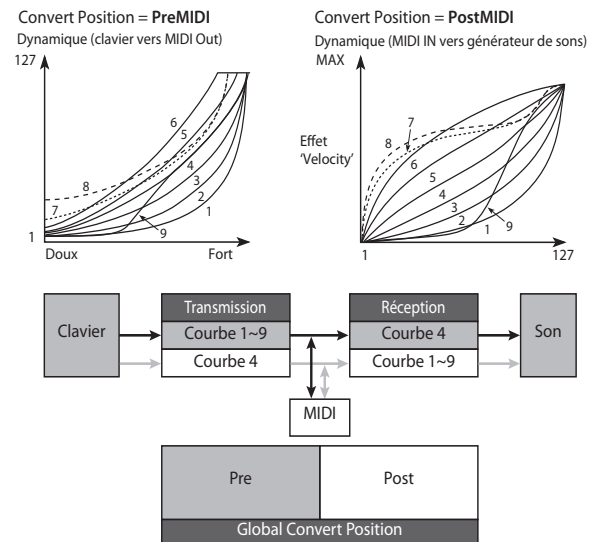 Convert Position = PreMIDI
Dynamique (clavier vers MIDI Out)
127
6
5
8
4
3
7
2
1
9
1
Doux
Fort
Convert Position = PostMIDI
Dynamique (MIDI IN vers générateur de sons)
MAX
Effet
'Velocity'
7
8
6
5
4
3
2
1
9
1
127
Clavier
Transmission
Courbe 1~9
Courbe 4
Réception
Courbe 4
Courbe 1~9
Son
MIDI
Pre
Post
Global Convert Position